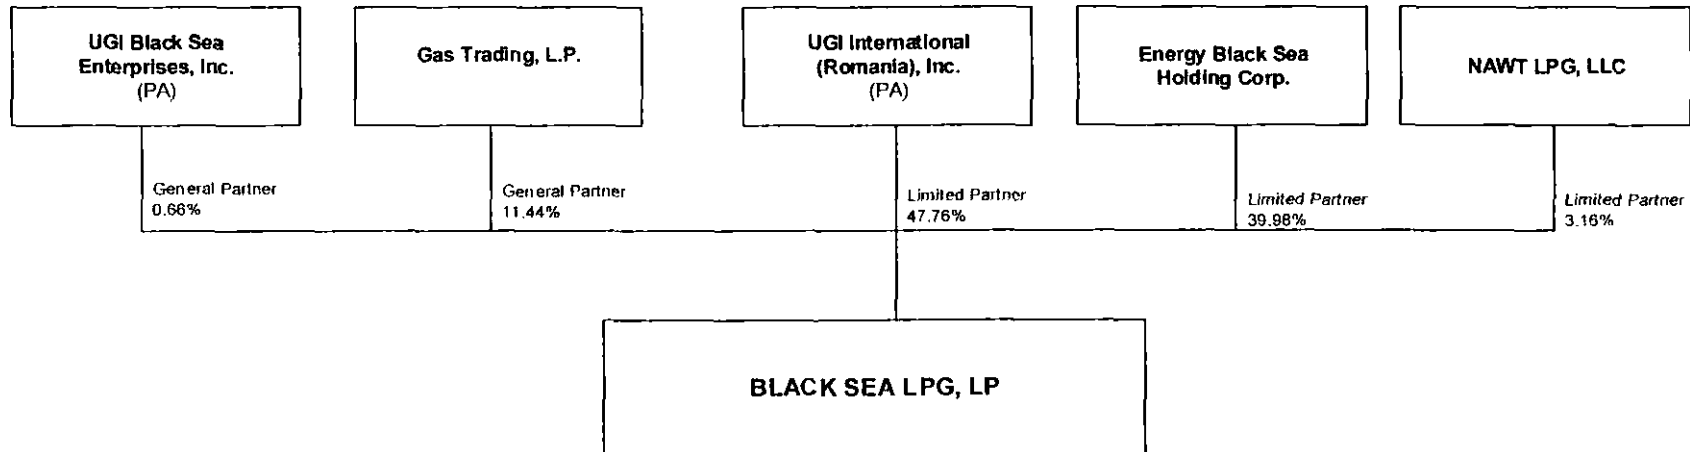 UGI Black Sea
Enterprises, Inc.
(PA)
Gas Trading, L.P.
UGI International
(Romania), Inc.
(PA)
Energy Black Sea
Holding Corp.
NAWT LPG, LLC
General Partner
0.66%
General Partner
11.44%
Limited Partner
47.76%
Limited Partner
39.98%
Limited Partner
3.16%
BLACK SEA LPG, LP